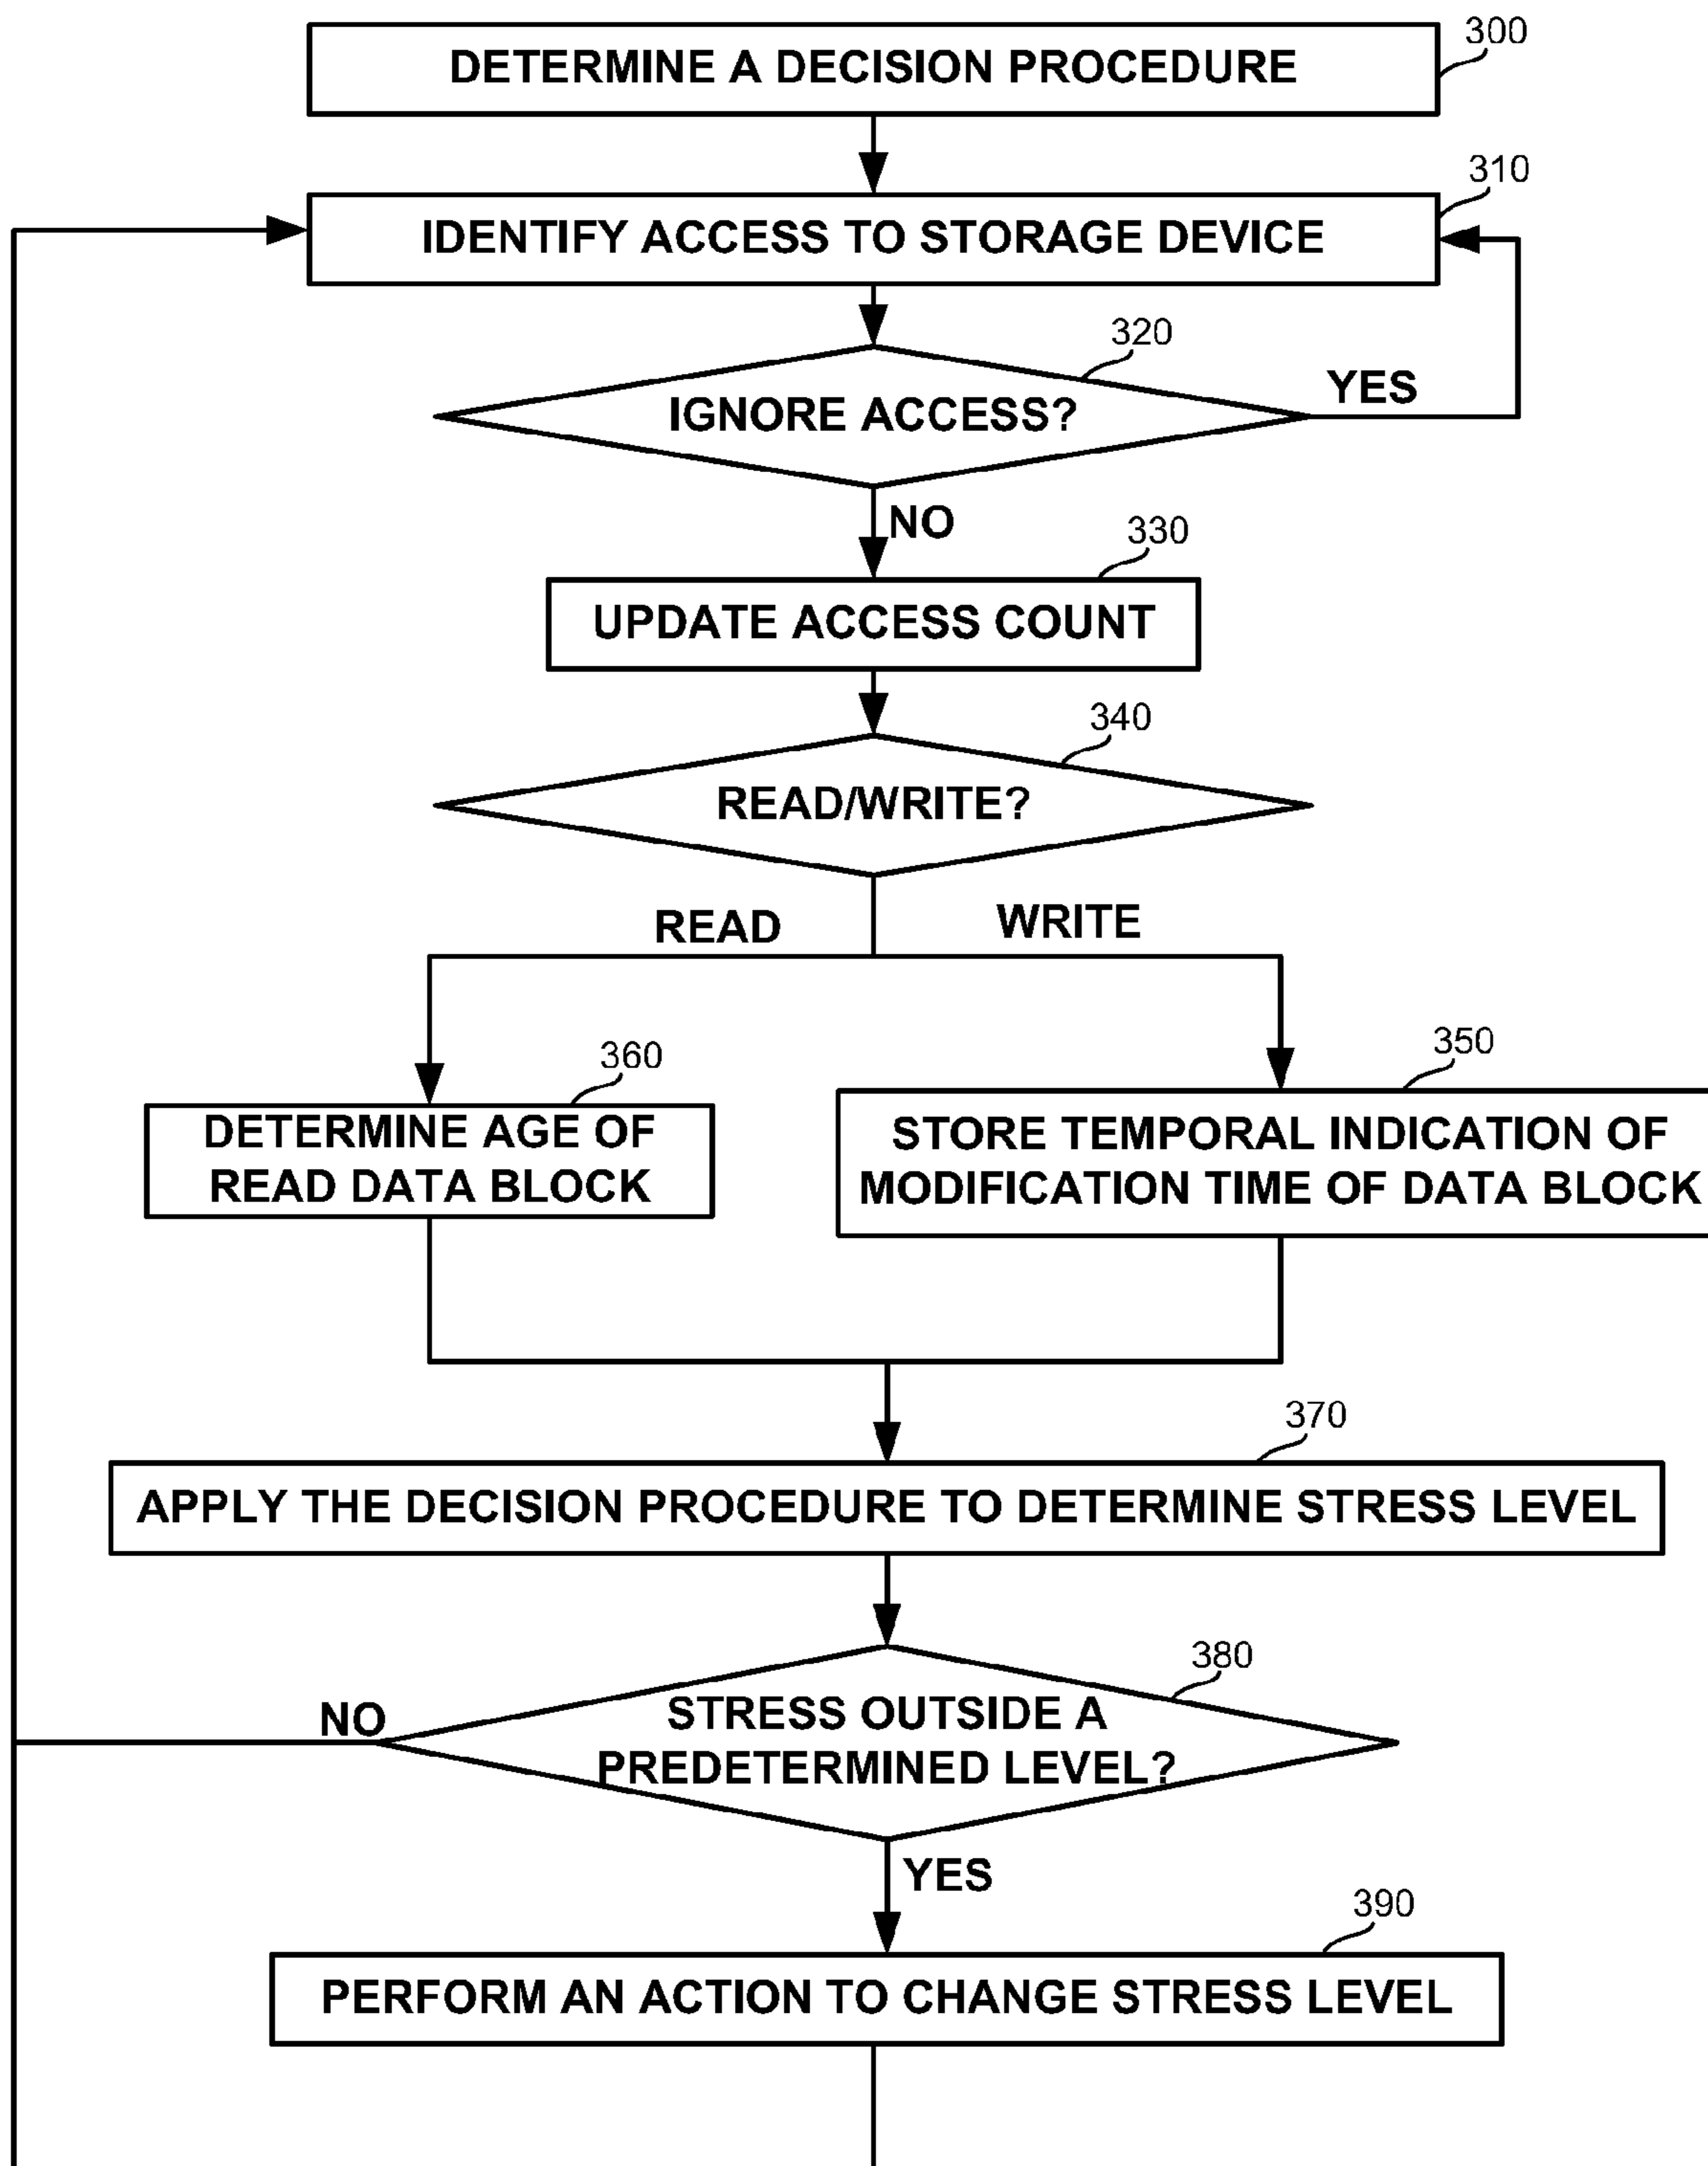 300
DETERMINE A DECISION PROCEDURE
310
IDENTIFY ACCESS TO STORAGE DEVICE
320
IGNORE ACCESS?
YES
NO
330
UPDATE ACCESS COUNT
340
READ/WRITE?
READ
WRITE
360
DETERMINE AGE OF
READ DATA BLOCK
350
STORE TEMPORAL INDICATION OF
MODIFICATION TIME OF DATA BLOCK
370
APPLY THE DECISION PROCEDURE TO DETERMINE STRESS LEVEL
380
STRESS OUTSIDE A
PREDETERMINED LEVEL?
NO
YES
390
PERFORM AN ACTION TO CHANGE STRESS LEVEL